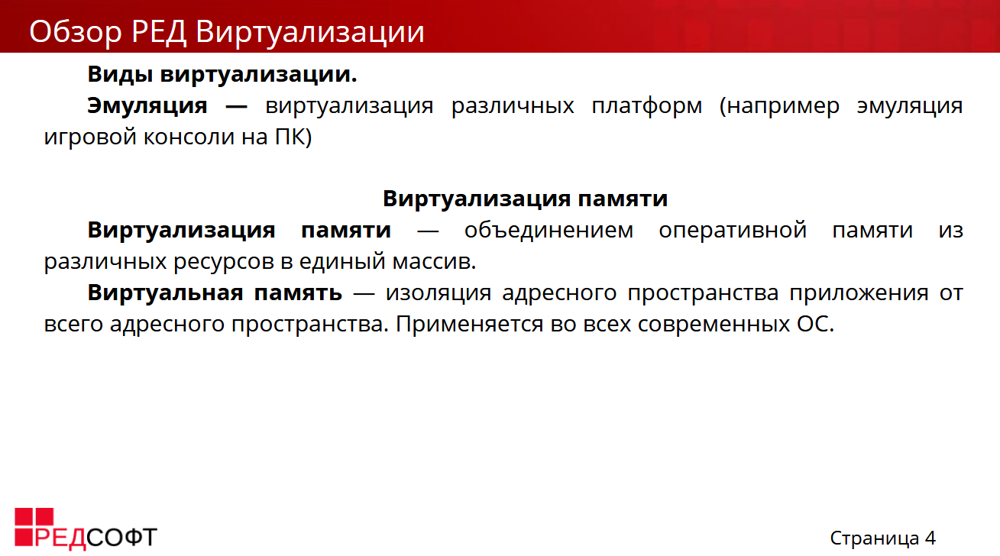 Обзор РЕД Виртуализации
Виды виртуализации.
Эмуляция — виртуализация различных платформ (например эмуляция
игровой консоли на ПК)
Виртуализация памяти
Виртуализация памяти — объединением оперативной памяти из
различных ресурсов в единый массив.
Виртуальная память — изоляция адресного пространства приложения от
всего адресного пространства. Применяется во всех современных ОС.
РЕДСОФТ
Страница 4